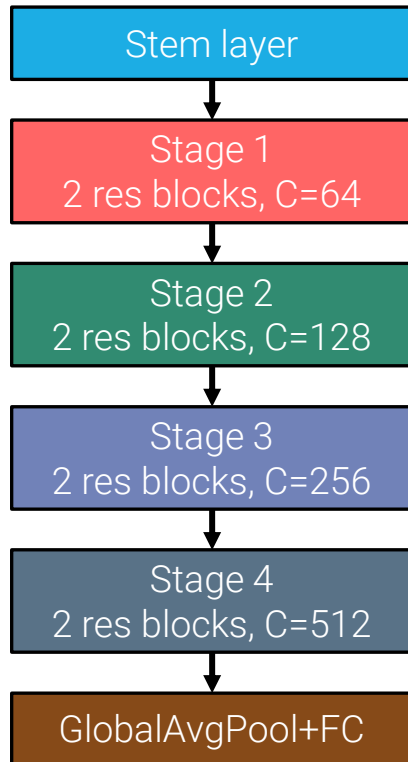 Stem layer
Stage 1
2 res blocks, C=64
Stage 2
2 res blocks, C=128
Stage 3
2 res blocks, C=256
Stage 4
2 res blocks, C=512
GlobalAvgPool+FC